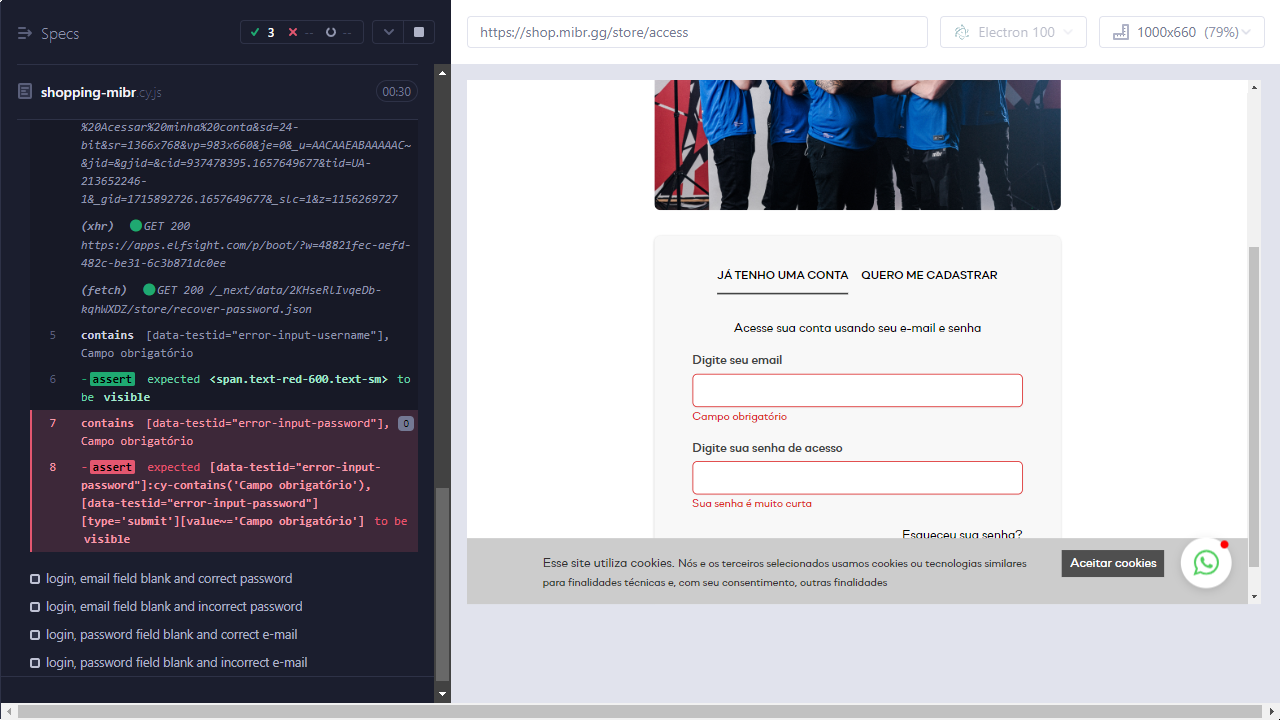 Specs
3
--
--
shopping-mibr.cy.js
00:30
%20Acessar%20minha%20conta&sd=24-
bit&sr=1366x768&vp=983x660&je=0&_u=AACAAEABAAAAAC~
&jid=&gjid=&cid=937478395.1657649677&tid=UA-
213652246-
1&_gid=1715892726.1657649677&_slc=1&z=1156269727
(xhr) GET 200
https://apps.elfsight.com/p/boot/?w=48821fec-aefd-
482c-be31-6c3b871dc0ee
(fetch) GET 200 /_next/data/2KHseRlIvqeDb-
kqhWXDZ/store/recover-password.json
5 contains [data-testid="error-input-username"],
Campo obrigatório
6 -assert expected <span.text-red-600.text-sm> to
be visible
7 contains [data-testid="error-input-password"], 0
Campo obrigatório
8 -assert expected [data-testid="error-input-
password"]:cy-contains('Campo obrigatório'),
[data-testid="error-input-password"]
[type='submit'][value~='Campo obrigatório'] to be
visible
login, email field blank and correct password
login, email field blank and incorrect password
login, password field blank and correct e-mail
login, password field blank and incorrect e-mail
https://shop.mibr.gg/store/access
Electron 100
1000x660 (79%)
mibr
JÁ TENHO UMA CONTA QUERO ME CADASTRAR
Acesse sua conta usando seu e-mail e senha
Digite seu email
Campo obrigatório
Digite sua senha de acesso
Sua senha é muito curta
Esqueceu sua senha?
Esse site utiliza cookies. Nós e os terceiros selecionados usamos cookies ou tecnologias similares
para finalidades técnicas e, com seu consentimento, outras finalidades
Aceitar cookies